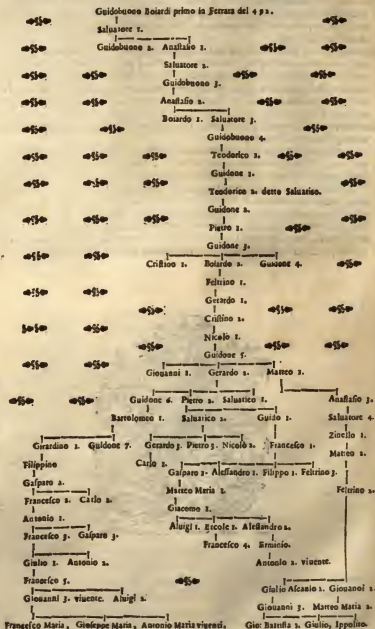 Guidobuono Boiardi primo in Ferrara del 492.
Saluatore 1.
Guidobuono 2. Anastasio 1.
Saluatore 2.
Guidobuono 3.
Anastasio 2.
Boiardo 1. Saluatore 3.
Guidobuono 4.
Teodorico 1.
Guidone 1.
Teodorico 2. detto Saluatico.
Guidone 2.
Pietro 1.
Guidone 3.
Cristino 1. Boiardo 2. Guidone 4.
Feltrino 1.
Gerardo 1.
Cristino 2.
Nicolò 1.
Guidone 5.
Giouanni 1. Gerardo 2. Matteo 1.
Guidone 6. Pietro 2. Saluatico 1. Anastasio 3.
Bartolomeo 1. Saluatico 2. Guido 1. Saluatore 4.
Girardino 1. Guidone 7. Gerardo 3. Pietro 3. Nicolò 2. Francesco 1. Zinello 1.
Filippino Carlo 1. Matteo 2.
Gasparo 2. Gasparo 2. Alessandro 1. Filippo 1. Feltrino 3.
Francesco 2. Carlo 2. Matteo Maria 1. Feltrino 2.
Antonio 1. Giacomo 1.
Francesco 3. Gasparo 3. Aluigi 1. Ercole 1. Alessandro 2.
Giulio 1. Antonio 2. Francesco 4. Erminio.
Francesco 5. Antonio 2. viuente.
Giouanni 3. viuente. Aluigi 2. Giulio Ascanio 1. Giouanni 2.
Giouanni 3. Matteo Maria 2.
Francesco Maria, Gioseppe Maria, Antonio Maria viuenti. Gio: Battista 2. Giulio, Ippolito.